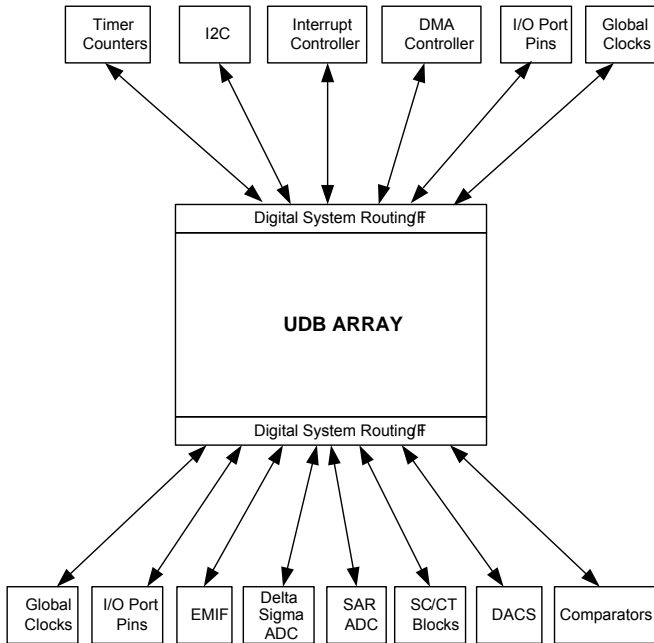 Timer
Counters
I2C
Interrupt
Controller
DMA
Controller
I/O Port
Pins
Global
Clocks
Digital System Routing I/F
UDB ARRAY
Digital System Routing I/F
Global
Clocks
I/O Port
Pins
EMIF
Delta
Sigma
ADC
SAR
ADC
SC/CT
Blocks
DACS
Comparators